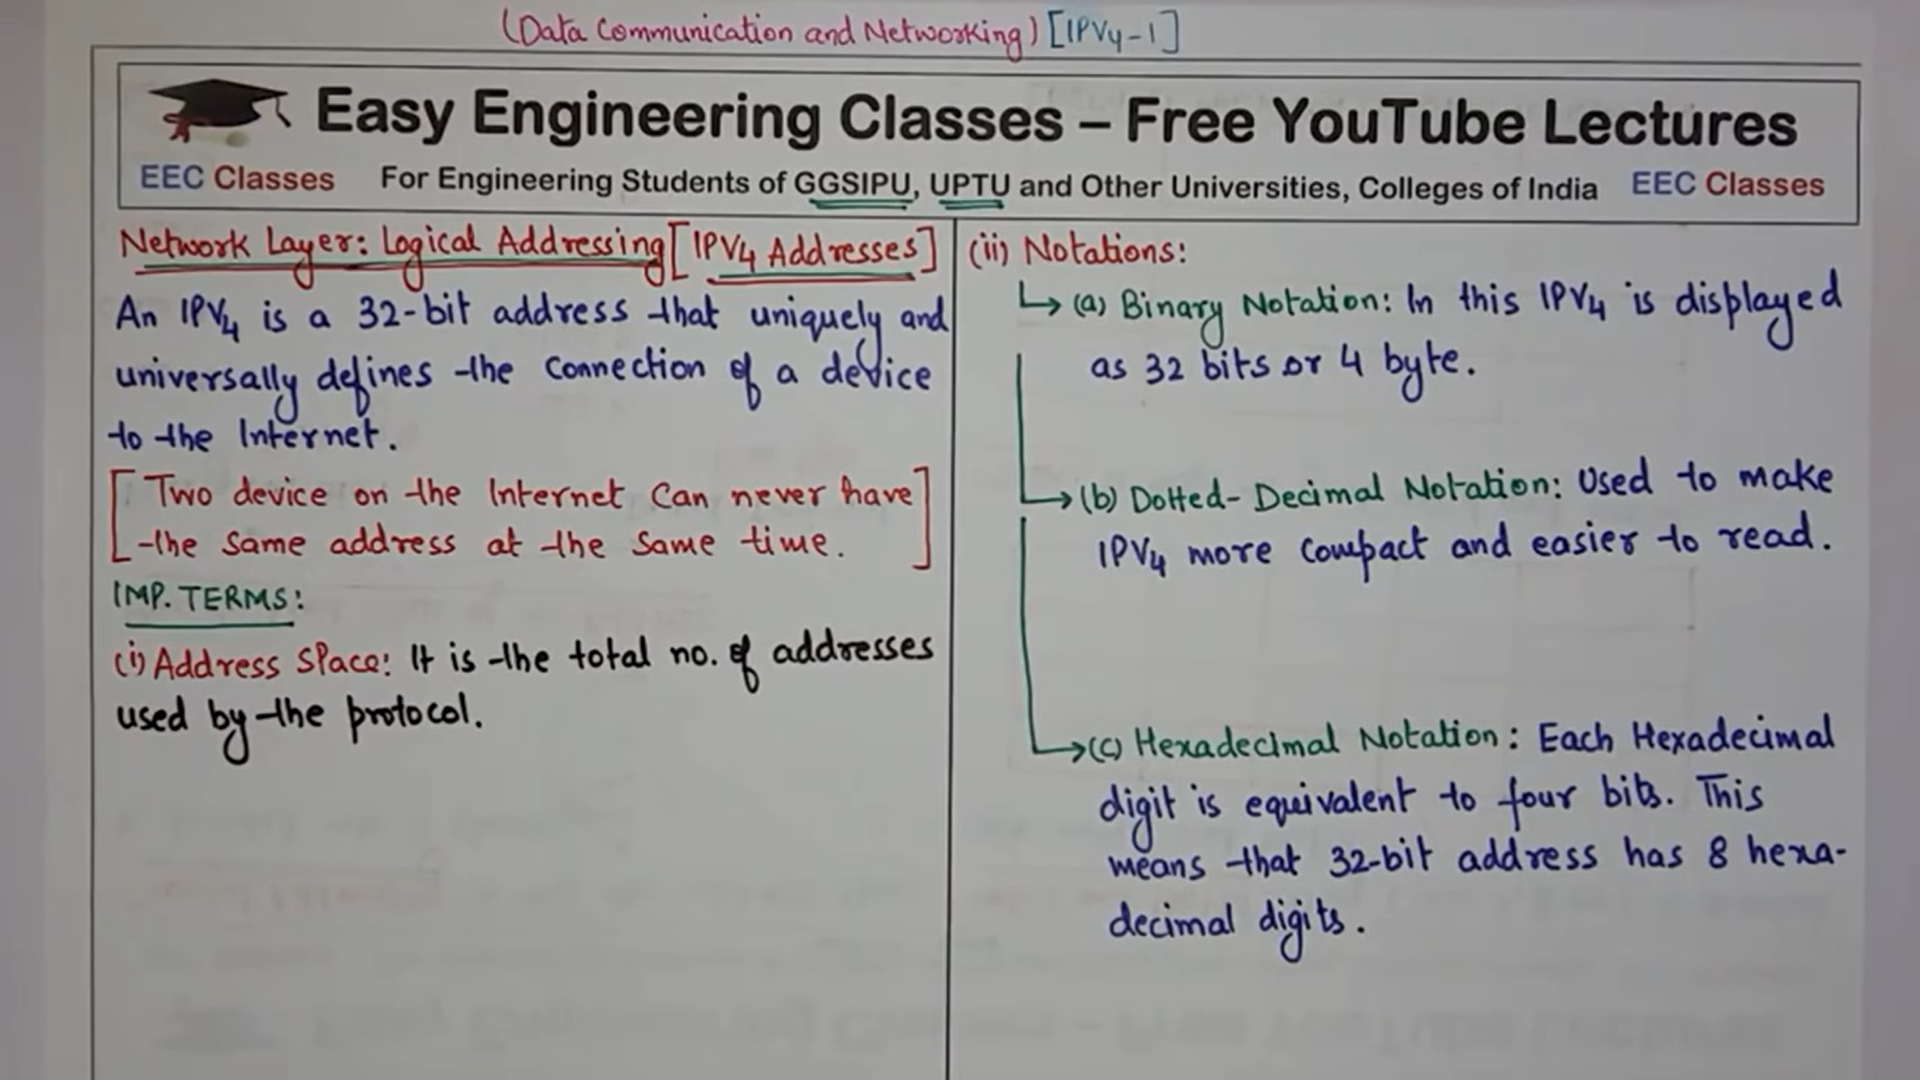 (Data Communication and Networking) [IPV4-1]
Easy Engineering Classes – Free YouTube Lectures
EEC Classes For Engineering Students of GGSIPU, UPTU and Other Universities, Colleges of India EEC Classes
Network Layer: Logical Addressing [IPV4 Addresses]
An IPV4 is a 32-bit address that uniquely and
universally defines the connection of a device
to the Internet.
[Two device on the Internet can never have
the same address at the same time.]
IMP. TERMS:
(i) Address Space: It is the total no. of addresses
used by the protocol.
(ii) Notations:
(a) Binary Notation: In this IPV4 is displayed
as 32 bits or 4 byte.
(b) Dotted-Decimal Notation: Used to make
IPV4 more compact and easier to read.
(c) Hexadecimal Notation: Each Hexadecimal
digit is equivalent to four bits. This
means that 32-bit address has 8 hexa-
decimal digits.